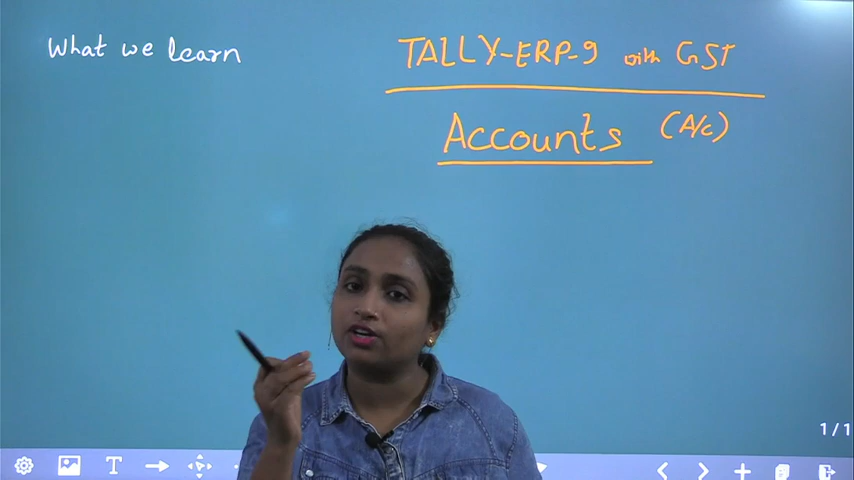 What we learn
TALLY-ERP-9 with GST
Accounts (A/c)
1/1
T